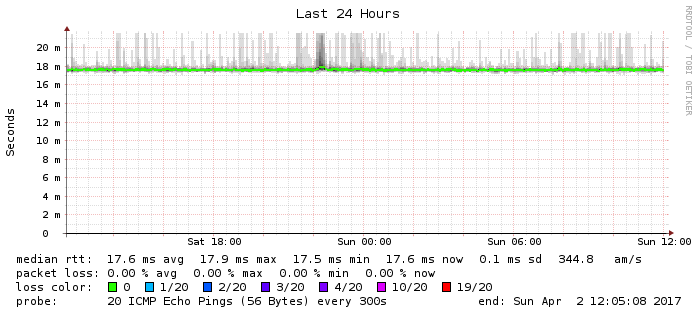 Last 24 Hours
RRDTOOL / TOBI OETIKER
Seconds
20 m
18 m
16 m
14 m
12 m
10 m
8 m
6 m
4 m
2 m
0
Sat 18:00 Sun 00:00 Sun 06:00 Sun 12:00
median rtt: 17.6 ms avg 17.9 ms max 17.5 ms min 17.6 ms now 0.1 ms sd 344.8 am/s
packet loss: 0.00 % avg 0.00 % max 0.00 % min 0.00 % now
loss color: 0 1/20 2/20 3/20 4/20 10/20 19/20
probe: 20 ICMP Echo Pings (56 Bytes) every 300s end: Sun Apr 2 12:05:08 2017